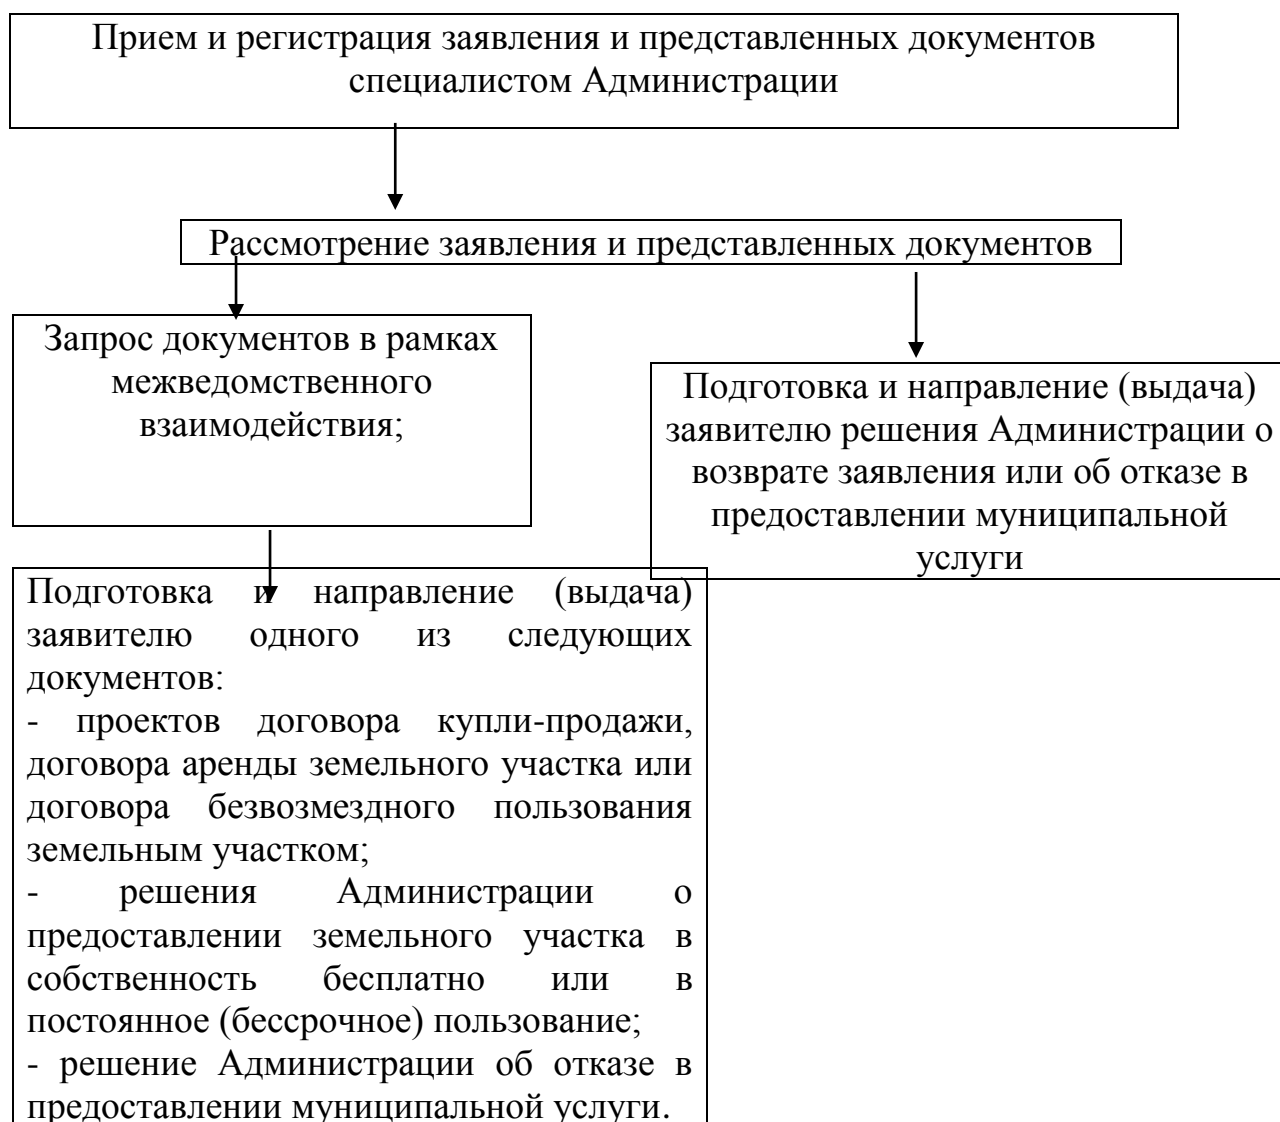 Прием и регистрация заявления и представленных документов
специалистом Администрации
Рассмотрение заявления и представленных документов
Запрос документов в рамках
межведомственного
взаимодействия;
Подготовка и направление (выдача)
заявителю решения Администрации о
возврате заявления или об отказе в
предоставлении муниципальной
услуги
Подготовка и направление (выдача)
заявителю одного из следующих
документов:
- проектов договора купли-продажи,
договора аренды земельного участка или
договора безвозмездного пользования
земельным участком;
- решения Администрации о
предоставлении земельного участка в
собственность бесплатно или в
постоянное (бессрочное) пользование;
- решение Администрации об отказе в
предоставлении муниципальной услуги.